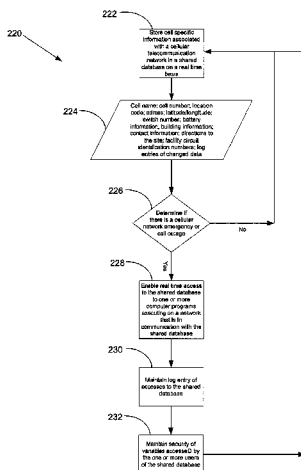 222
220
Store cell specific
information associated
with a cellular
telecommunication
network in a shared
database on a real time
basis
224
Cell name; cell number; location
code; adress; latitude/longitude;
switch number; battery
information, building information;
contact information; directions to
the site; facility circuit
identification numbers; log
entries of changed data
226
Determine if
there is a cellular
network emergency or
call outage
No
Yes
228
Enable real time access
to the shared database to
one or more
computer programs
executing on a network
that is in
communication with the
shared database
230
Maintain log entry of
accesses to the shared
database
232
Maintain security of
variables accesseD by
the one or more users
of the shared database